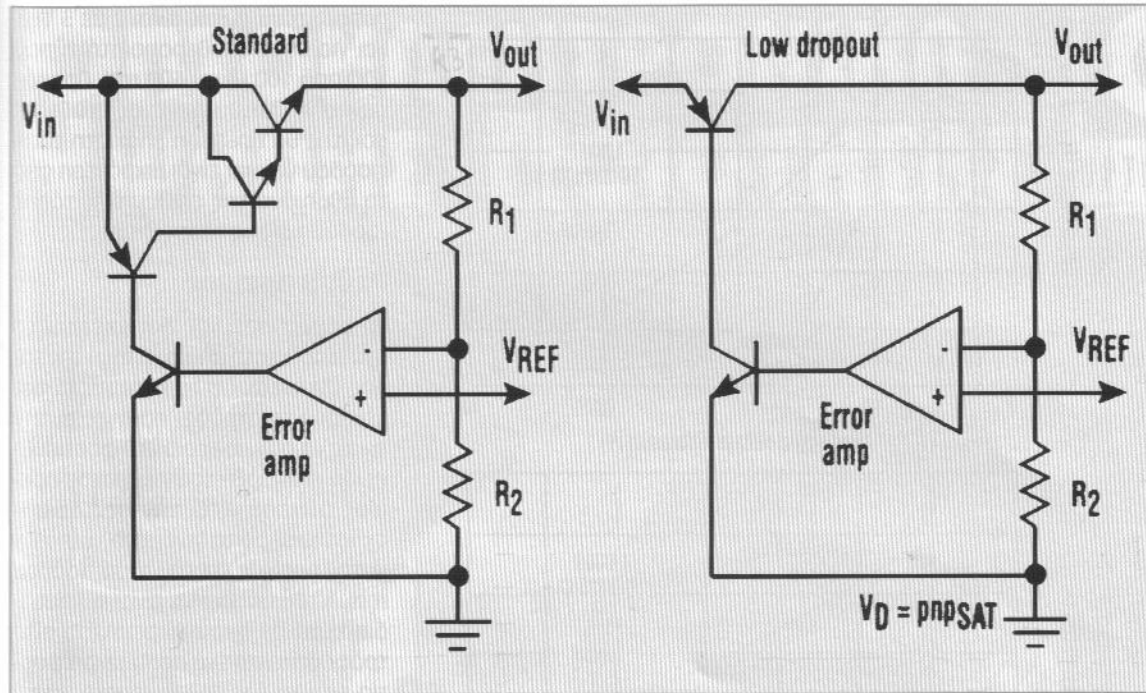 Standard
Vout
Vin
R1
-
+
VREF
Error
amp
R2
Low dropout
Vout
Vin
R1
-
+
VREF
Error
amp
R2
VD = pnpSAT